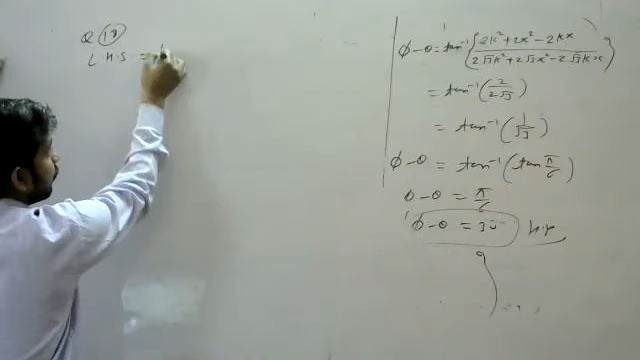 Q 13
L.H.S =
ϕ-θ = tan⁻¹{(2k²+2x²-2kx)/(2√3k²+2√3x²-2√3kx)}
= tan⁻¹(2/2√3)
= tan⁻¹(1/√3)
ϕ-θ = tan⁻¹(tan π/6)
ϕ-θ = π/6
ϕ-θ = 30° H.P